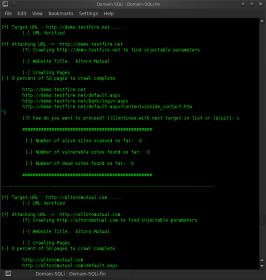 Domain-SQLi : Domain-SQLi-fin
File Edit View Bookmarks Settings Help
[*] Target URL - http://demo.testfire.net .....
[-] URL Verified
[*] Attacking URL -> http://demo.testfire.net
[*] Crawling http://demo.testfire.net to find injectable parameters
[-] Website Title: Altoro Mutual
[-] Crawling Pages
[-] 0 percent of 50 pages to crawl complete
http://demo.testfire.net
http://demo.testfire.net/default.aspx
http://demo.testfire.net/bank/login.aspx
http://demo.testfire.net/default.aspx?content=inside_contact.htm
^C
[?] how do you want to proceed? [(C)ontinue with next target in list or (q)uit]: c
[-] Number of alive sites scanned so far: 0
[-] Number of vulnerable sites found so far: 0
[-] Number of dead sites found so far: 0
[*] Target URL - http://altoromutual.com .....
[-] URL Verified
[*] Attacking URL -> http://altoromutual.com
[*] Crawling http://altoromutual.com to find injectable parameters
[-] Website Title: Altoro Mutual
[-] Crawling Pages
[-] 0 percent of 50 pages to crawl complete
http://altoromutual.com
http://altoromutual.com/default.aspx
Domain-SQLi : Domain-SQLi-fin